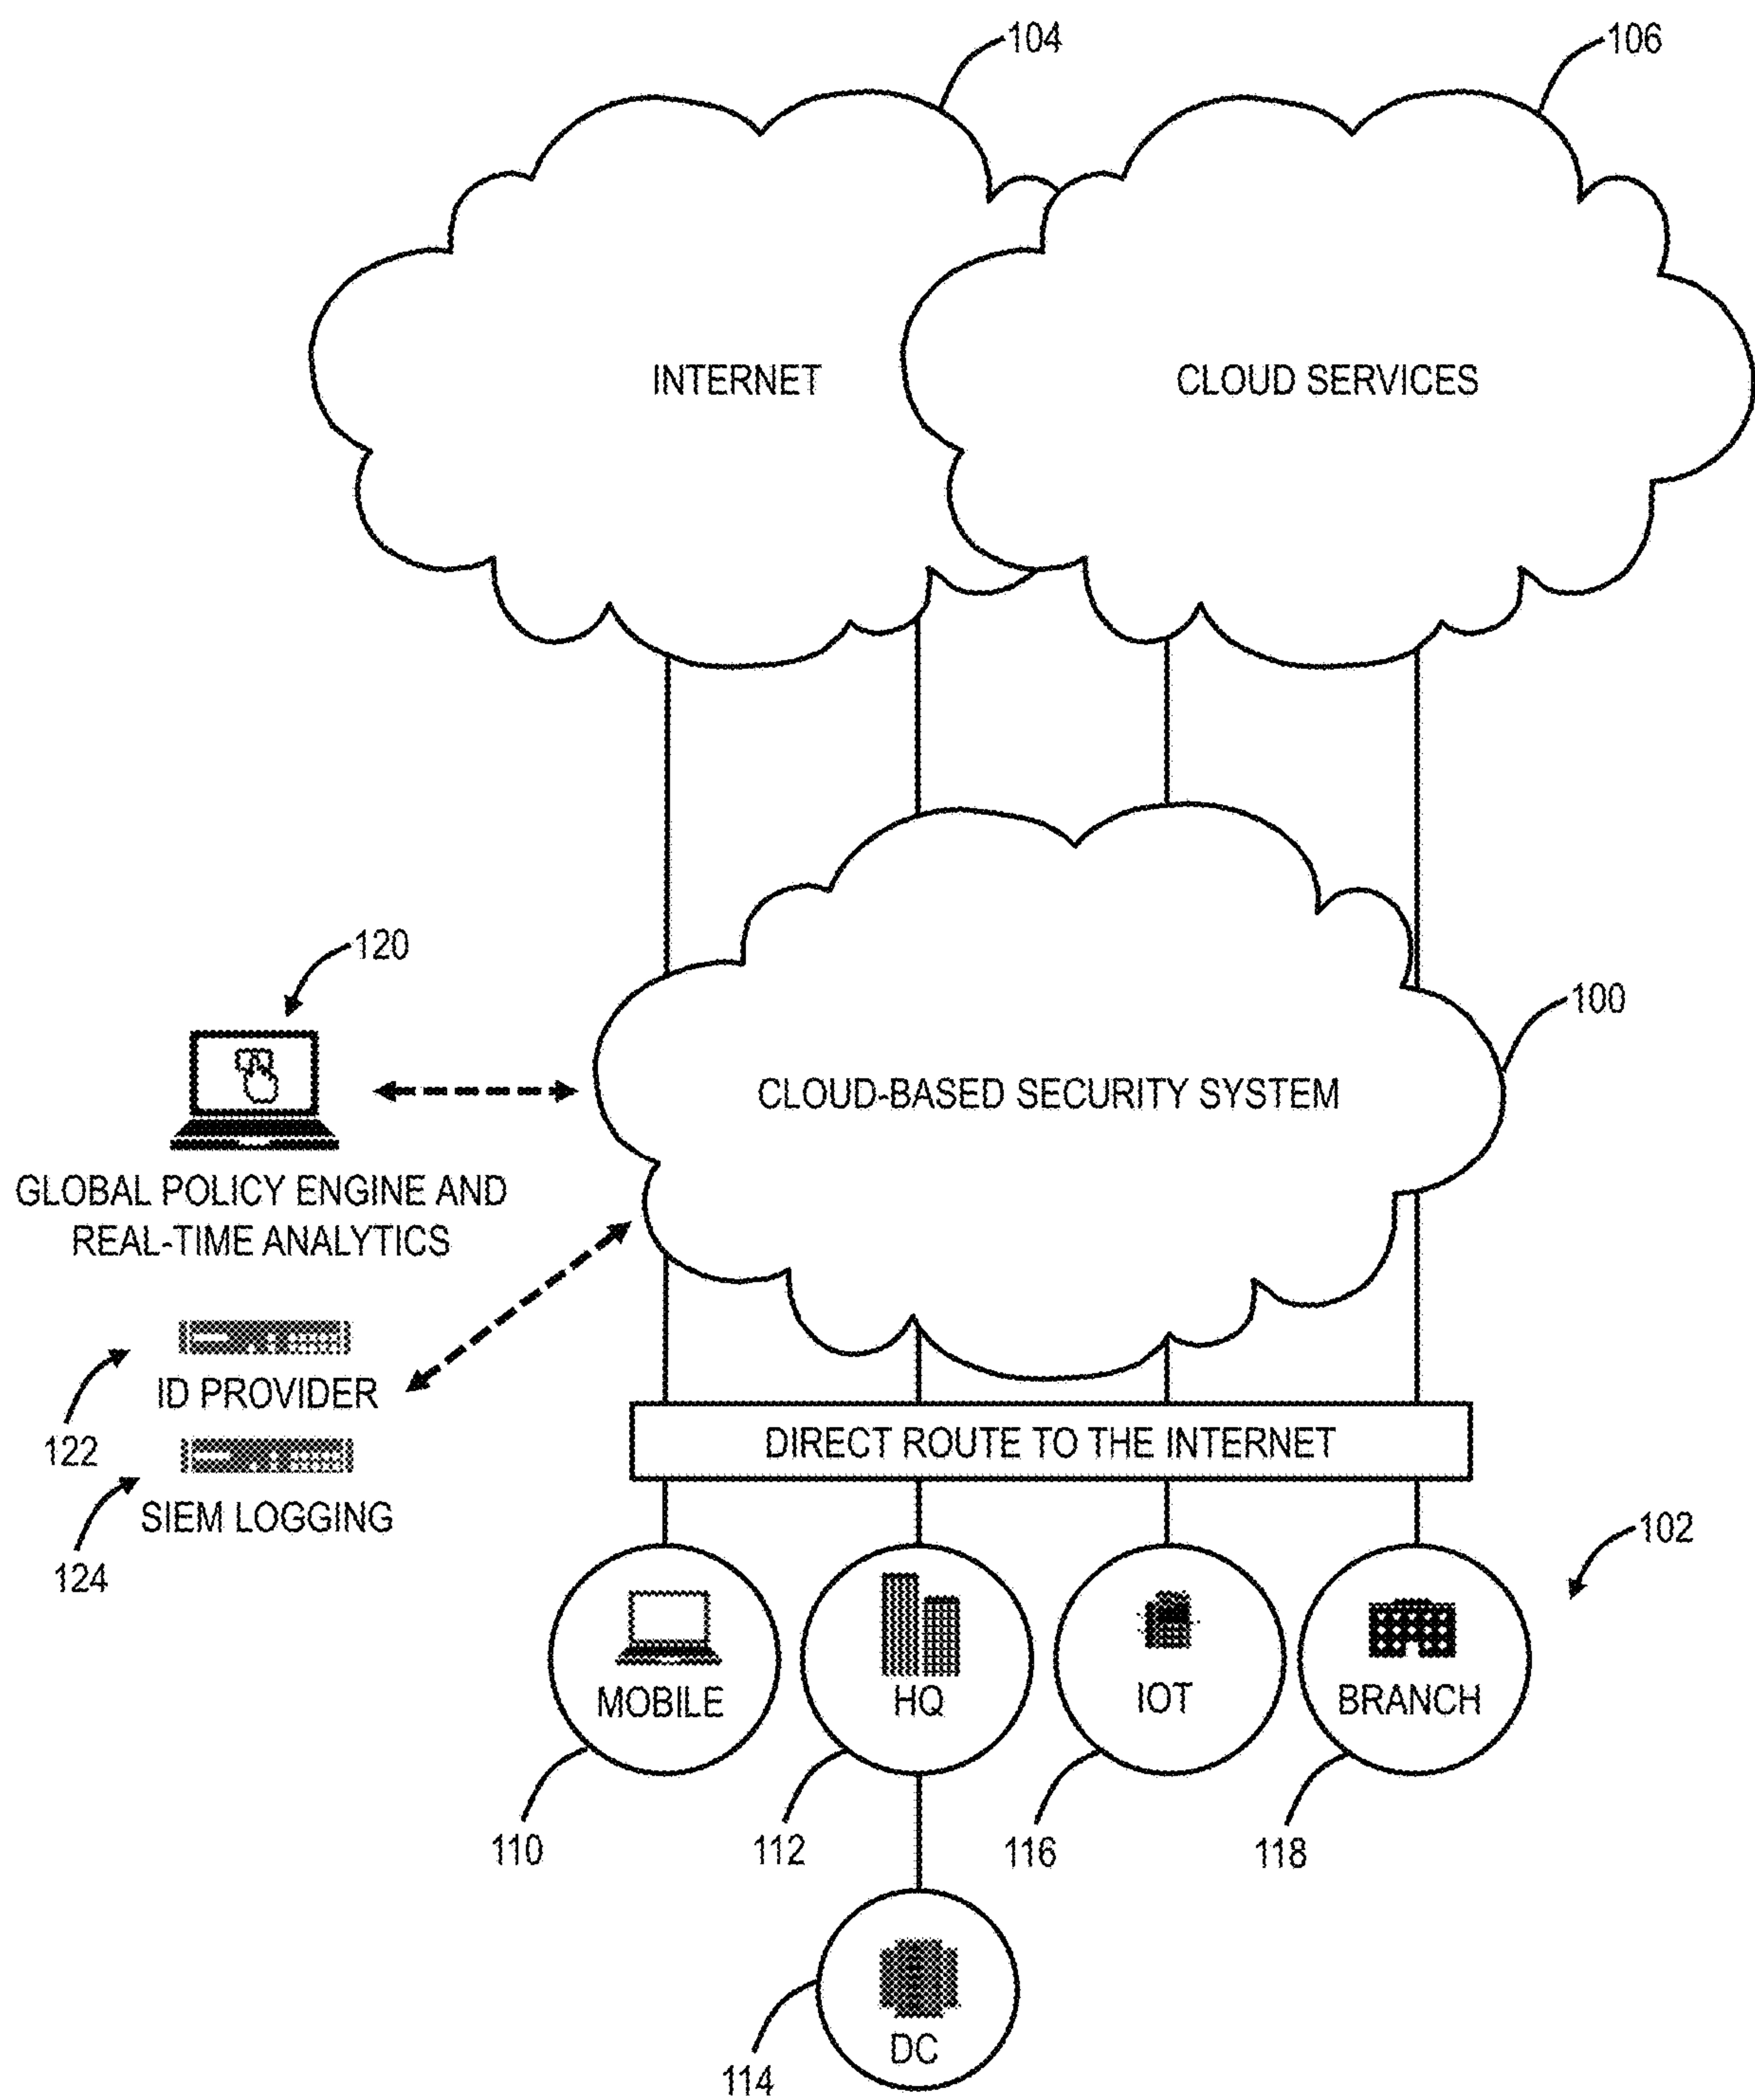 104
106
INTERNET
CLOUD SERVICES
120
100
CLOUD-BASED SECURITY SYSTEM
GLOBAL POLICY ENGINE AND
REAL-TIME ANALYTICS
ID PROVIDER
122
DIRECT ROUTE TO THE INTERNET
SIEM LOGGING
124
102
MOBILE
HQ
IOT
BRANCH
110
112
116
118
DC
114